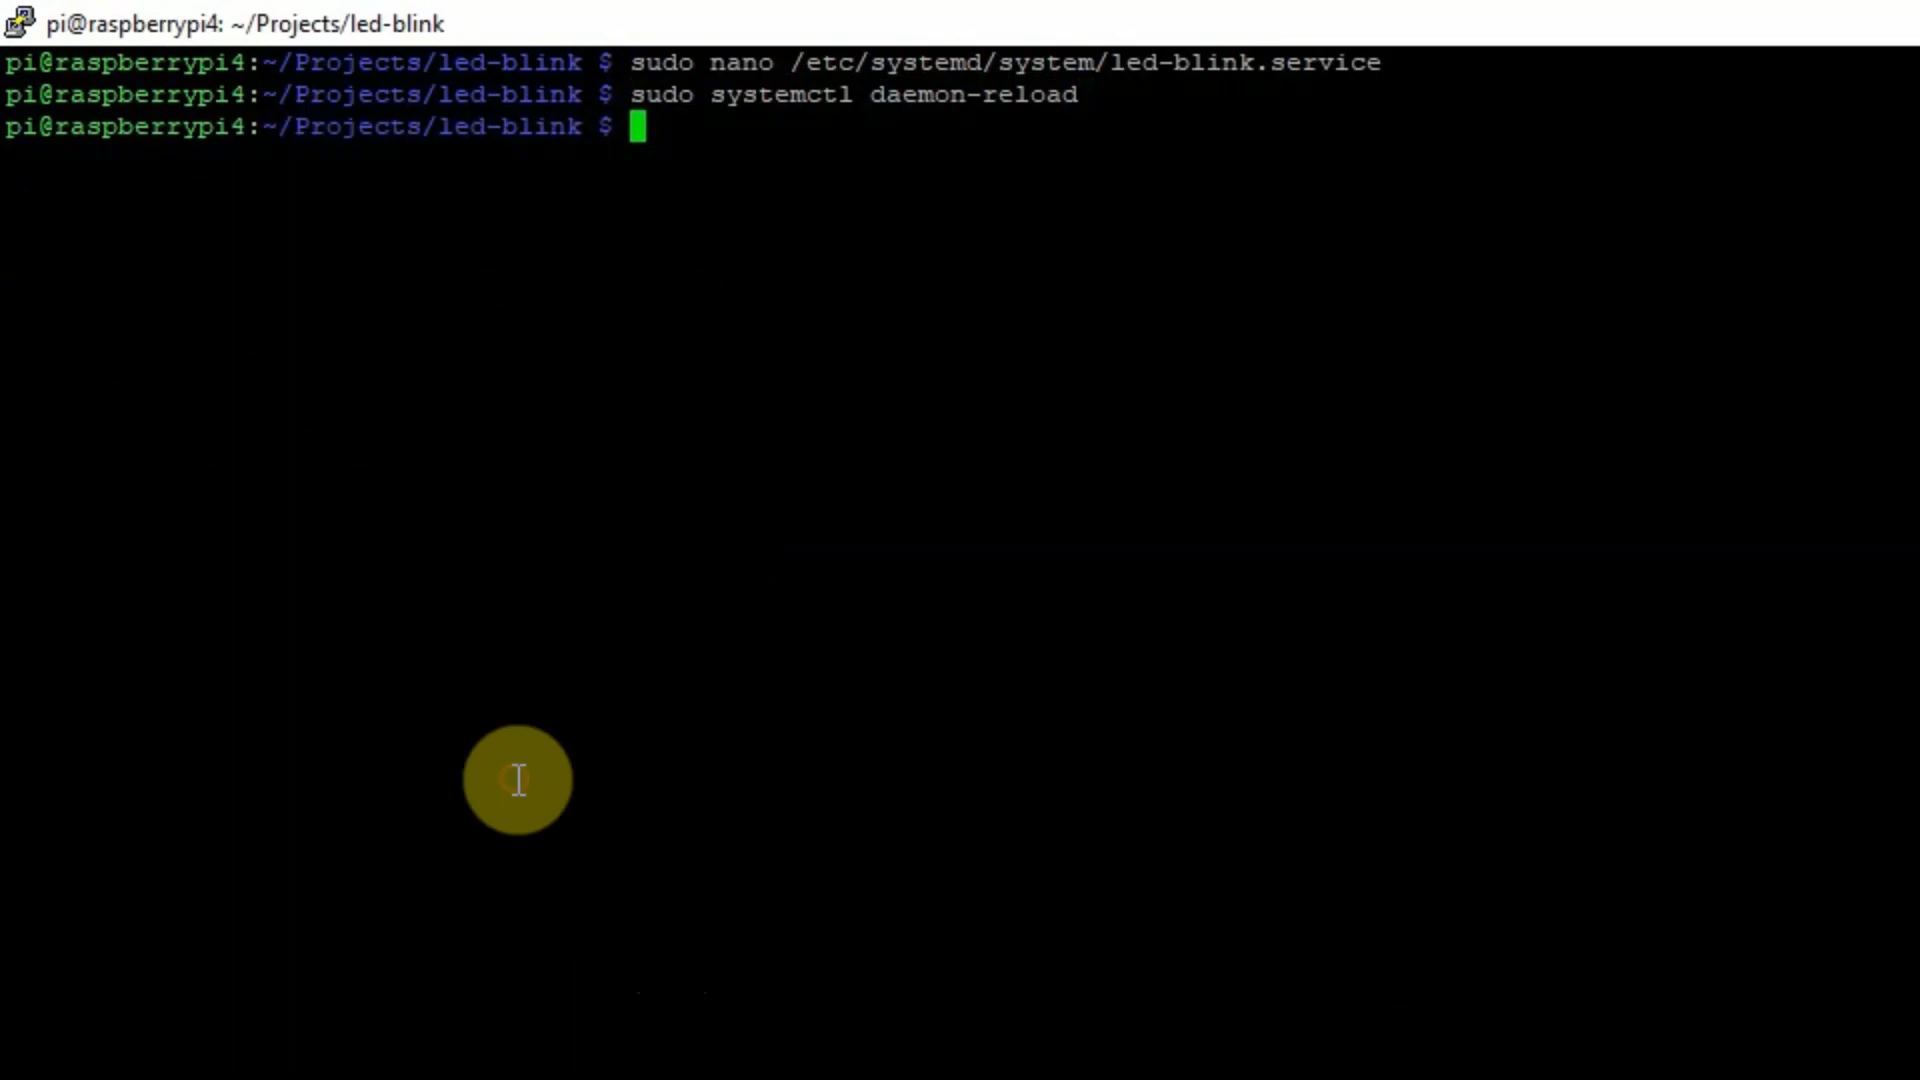 pi@raspberrypi4: ~/Projects/led-blink
pi@raspberrypi4:~/Projects/led-blink $ sudo nano /etc/systemd/system/led-blink.service
pi@raspberrypi4:~/Projects/led-blink $ sudo systemctl daemon-reload
pi@raspberrypi4:~/Projects/led-blink $